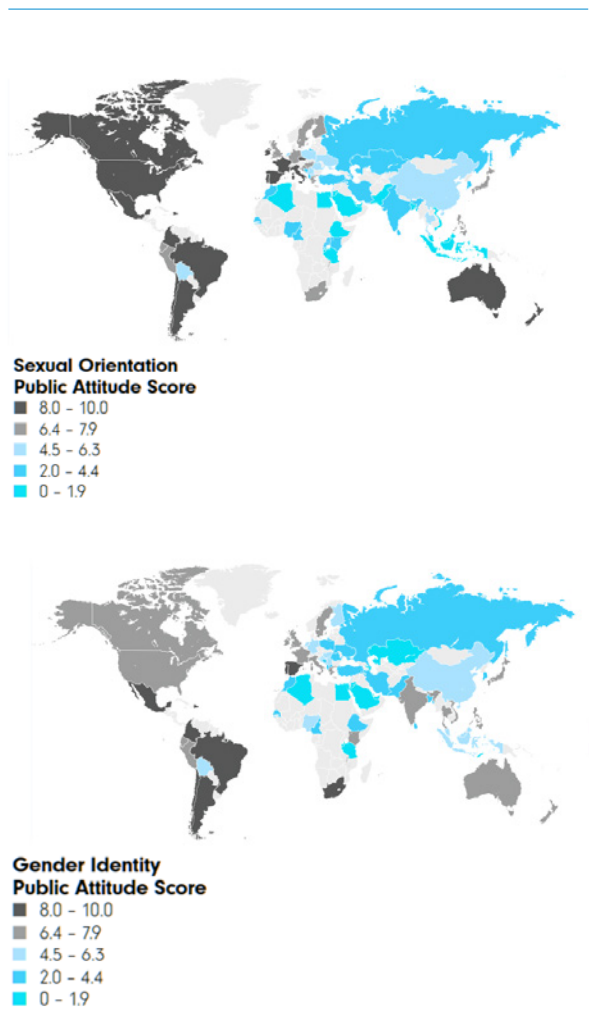 Sexual Orientation
Public Attitude Score
8.0 – 10.0
6.4 – 7.9
4.5 – 6.3
2.0 – 4.4
0 – 1.9
Gender Identity
Public Attitude Score
8.0 – 10.0
6.4 – 7.9
4.5 – 6.3
2.0 – 4.4
0 – 1.9